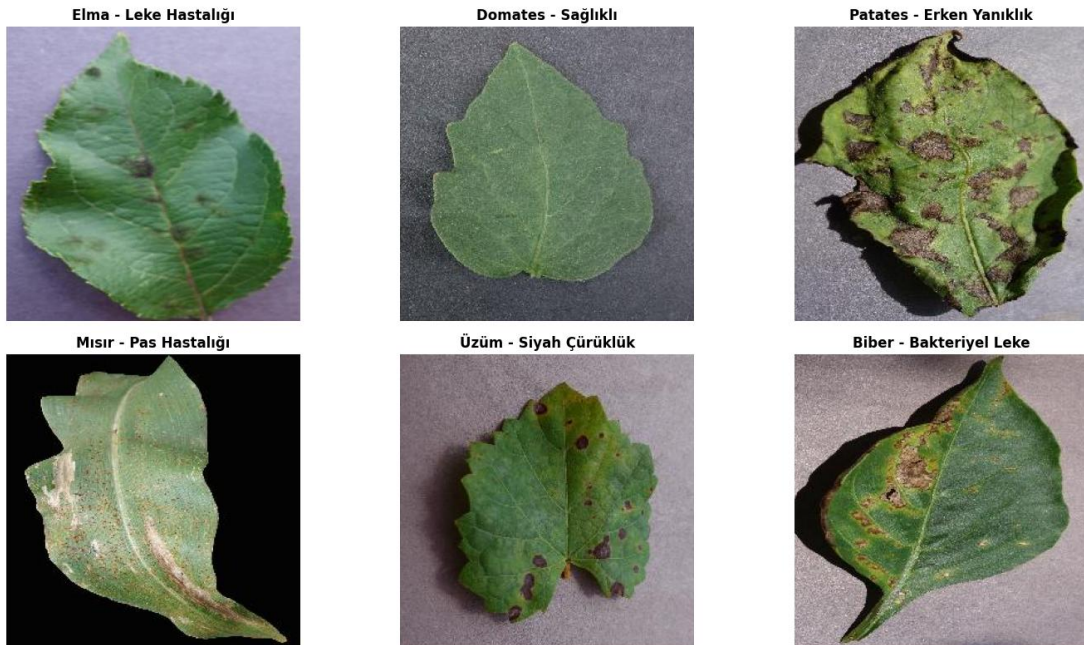 Elma - Leke Hastalığı
Domates - Sağlıklı
Patates - Erken Yanıklık
Mısır - Pas Hastalığı
Üzüm - Siyah Çürüklük
Biber - Bakteriyel Leke